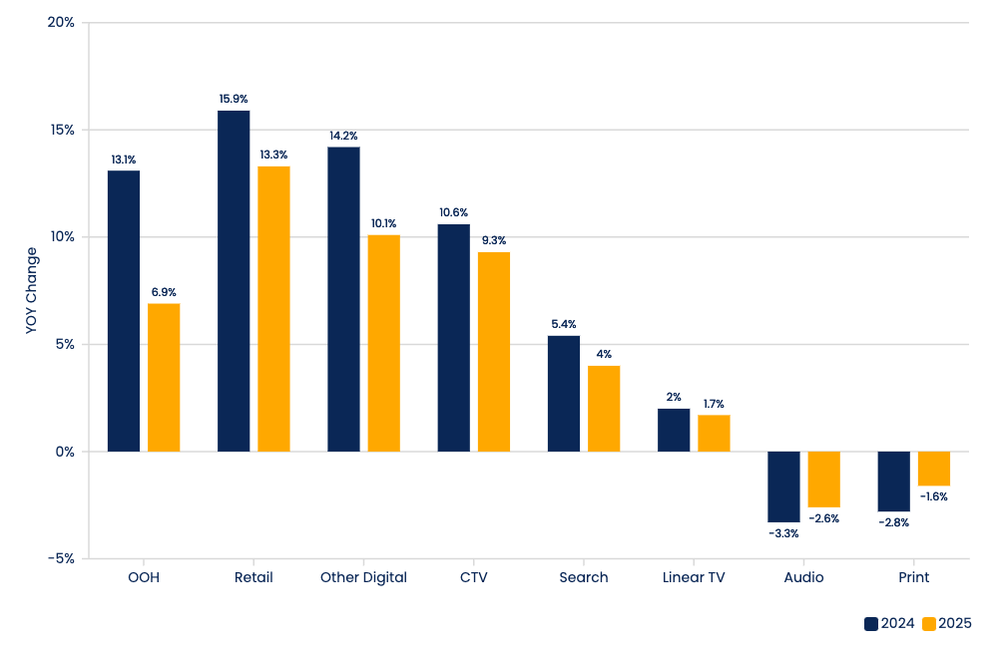 20%
15%
10%
5%
0%
-5%
YOY Change
13.1%
6.9%
15.9%
13.3%
14.2%
10.1%
10.6%
9.3%
5.4%
4%
2%
1.7%
-3.3%
-2.6%
-2.8%
-1.6%
OOH
Retail
Other Digital
CTV
Search
Linear TV
Audio
Print
2024
2025